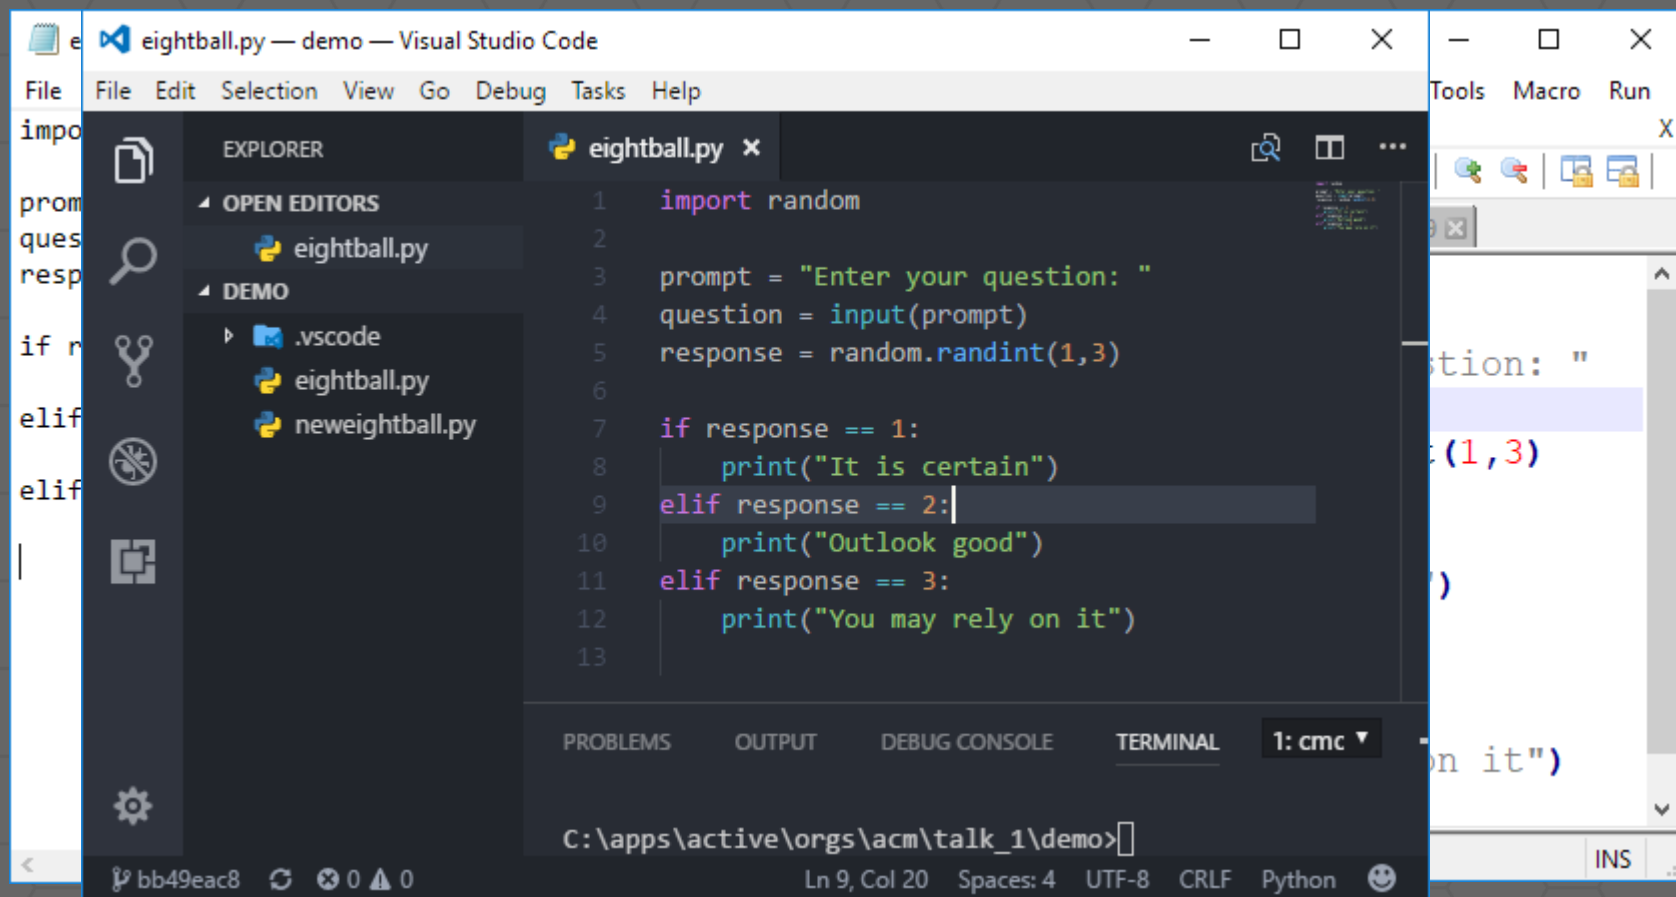 eightball.py — demo — Visual Studio Code
File
File Edit Selection View Go Debug Tasks Help
Tools Macro Run
X
EXPLORER
OPEN EDITORS
eightball.py
DEMO
.vscode
eightball.py
neweightball.py
eightball.py
1 import random
2
3 prompt = "Enter your question: "
4 question = input(prompt)
5 response = random.randint(1,3)
6
7 if response == 1:
8 print("It is certain")
9 elif response == 2:
10 print("Outlook good")
11 elif response == 3:
12 print("You may rely on it")
13
PROBLEMS OUTPUT DEBUG CONSOLE TERMINAL 1: cmd
C:\apps\active\orgs\acm\talk_1\demo>
bb49eac8 0 0 Ln 9, Col 20 Spaces: 4 UTF-8 CRLF Python
impo
prom
ques
resp
if r
elif
elif
stion: "
t(1,3)
")
on it")
INS